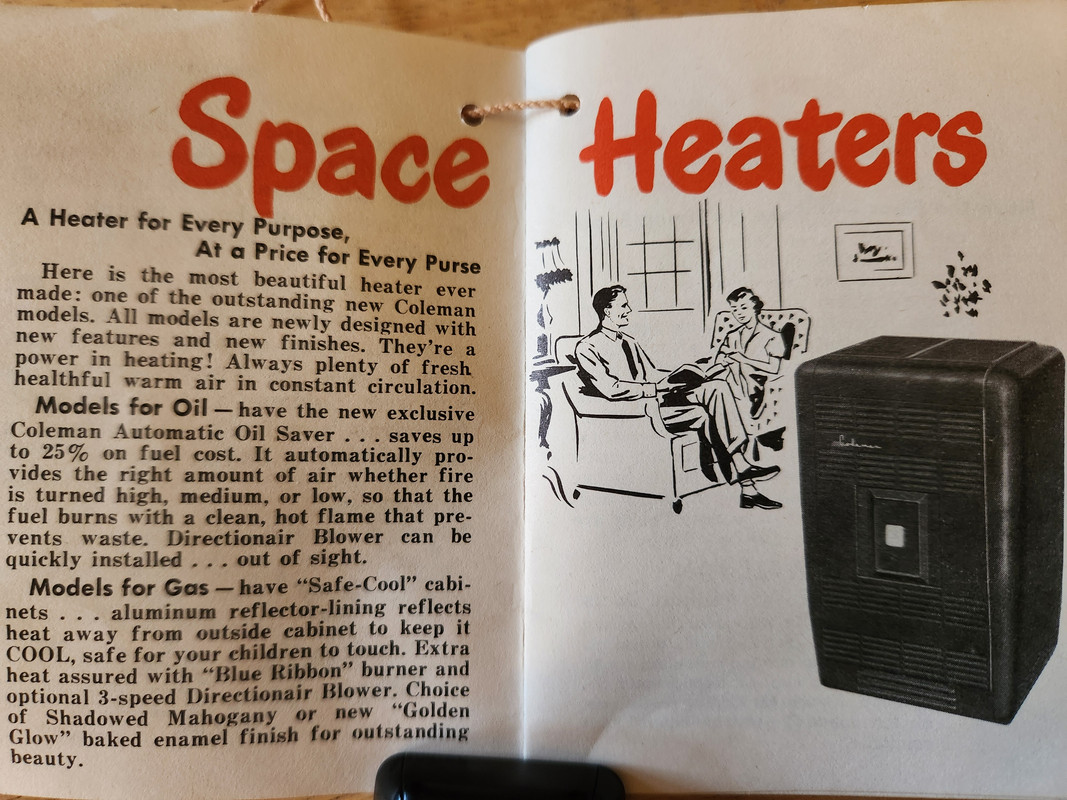 Space Heaters
A Heater for Every Purpose,
At a Price for Every Purse
Here is the most beautiful heater ever
made: one of the outstanding new Coleman
models. All models are newly designed with
new features and new finishes. They're a
power in heating! Always plenty of fresh
healthful warm air in constant circulation.
Models for Oil — have the new exclusive
Coleman Automatic Oil Saver . . . saves up
to 25% on fuel cost. It automatically pro-
vides the right amount of air whether fire
is turned high, medium, or low, so that the
fuel burns with a clean, hot flame that pre-
vents waste. Directionair Blower can be
quickly installed . . . out of sight.
Models for Gas — have "Safe-Cool" cabi-
nets . . . aluminum reflector-lining reflects
heat away from outside cabinet to keep it
COOL, safe for your children to touch. Extra
heat assured with "Blue Ribbon" burner and
optional 3-speed Directionair Blower. Choice
of Shadowed Mahogany or new "Golden
Glow" baked enamel finish for outstanding
beauty.
Coleman